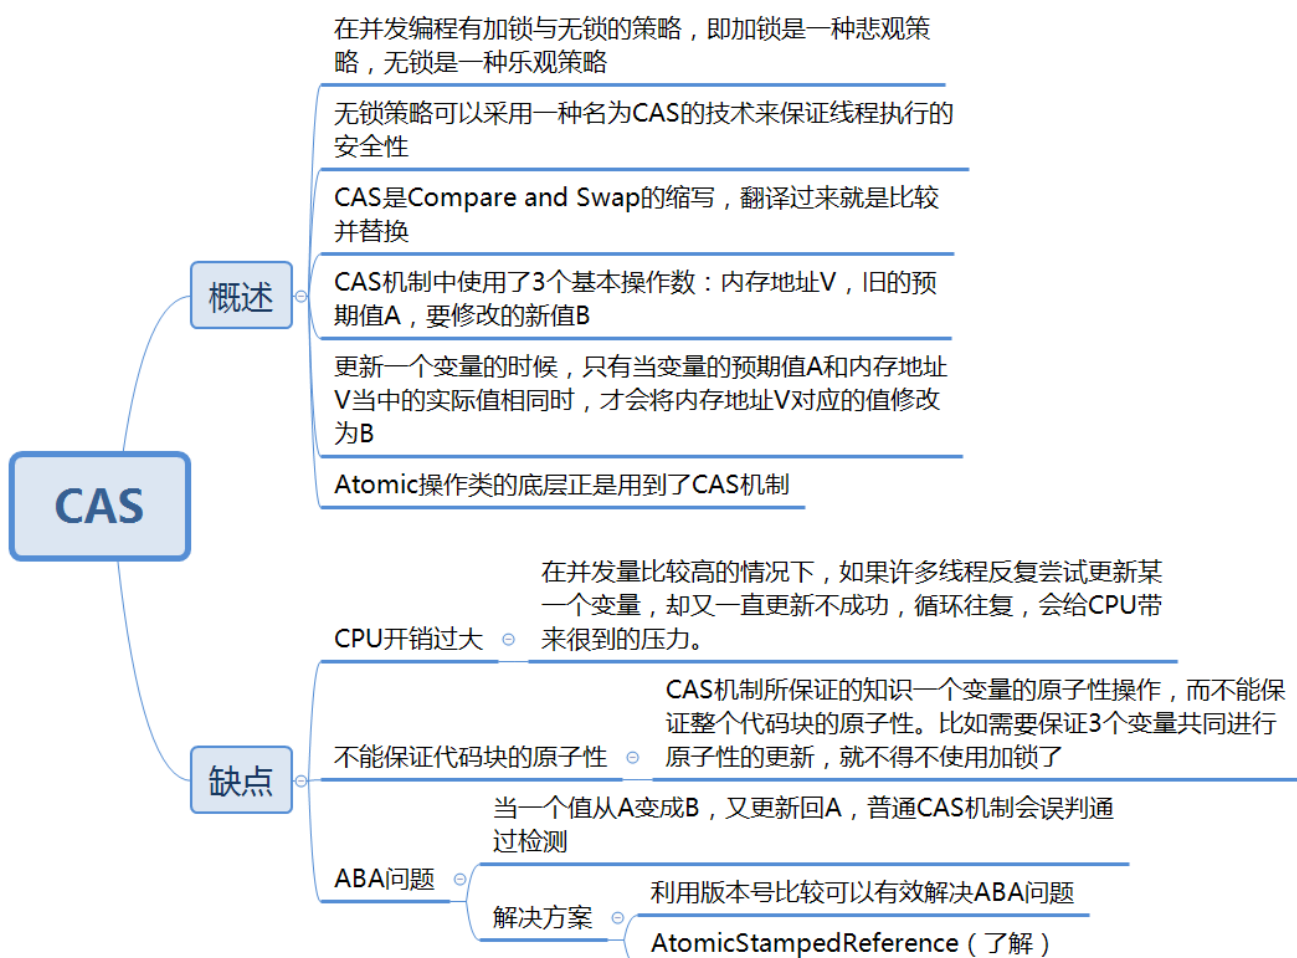 在并发编程有加锁与无锁的策略，即加锁是一种悲观策
略，无锁是一种乐观策略
无锁策略可以采用一种名为CAS的技术来保证线程执行的
安全性
CAS是Compare and Swap的缩写，翻译过来就是比较
并替换
概述
CAS机制中使用了3个基本操作数：内存地址V，旧的预
期值A，要修改的新值B
更新一个变量的时候，只有当变量的预期值A和内存地址
V当中的实际值相同时，才会将内存地址V对应的值修改
为B
Atomic操作类的底层正是用到了CAS机制
CAS
缺点
CPU开销过大
在并发量比较高的情况下，如果许多线程反复尝试更新某
一个变量，却又一直更新不成功，循环往复，会给CPU带
来很到的压力。
不能保证代码块的原子性
CAS机制所保证的知识一个变量的原子性操作，而不能保
证整个代码块的原子性。比如需要保证3个变量共同进行
原子性的更新，就不得不使用加锁了
ABA问题
当一个值从A变成B，又更新回A，普通CAS机制会误判通
过检测
解决方案
利用版本号比较可以有效解决ABA问题
AtomicStampedReference（了解）